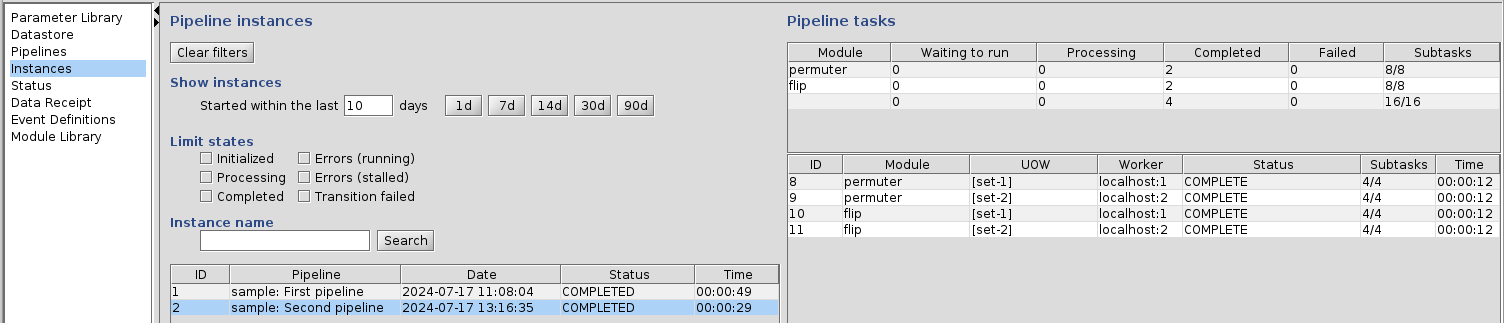 Parameter Library
Datastore
Pipelines
Instances
Status
Data Receipt
Event Definitions
Module Library
Pipeline instances
Clear filters
Show instances
Started within the last 10 days 1d 7d 14d 30d 90d
Limit states
Initialized Errors (running)
Processing Errors (stalled)
Completed Transition failed
Instance name
Search
ID Pipeline Date Status Time
1 sample: First pipeline 2024-07-17 11:08:04 COMPLETED 00:00:49
2 sample: Second pipeline 2024-07-17 13:16:35 COMPLETED 00:00:29
Pipeline tasks
Module Waiting to run Processing Completed Failed Subtasks
permuter 0 0 2 0 8/8
flip 0 0 2 0 8/8
0 0 4 0 16/16
ID Module UOW Worker Status Subtasks Time
8 permuter [set-1] localhost:1 COMPLETE 4/4 00:00:12
9 permuter [set-2] localhost:2 COMPLETE 4/4 00:00:12
10 flip [set-1] localhost:1 COMPLETE 4/4 00:00:12
11 flip [set-2] localhost:2 COMPLETE 4/4 00:00:12